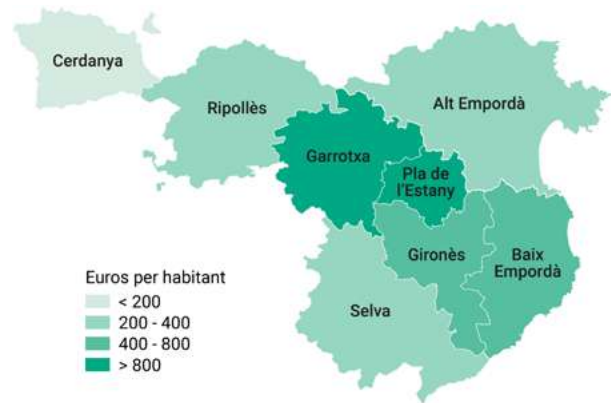 Cerdanya
Ripollès
Alt Empordà
Garrotxa
Pla de
l'Estany
Gironès
Baix
Empordà
Selva
Euros per habitant
< 200
200 - 400
400 - 800
> 800